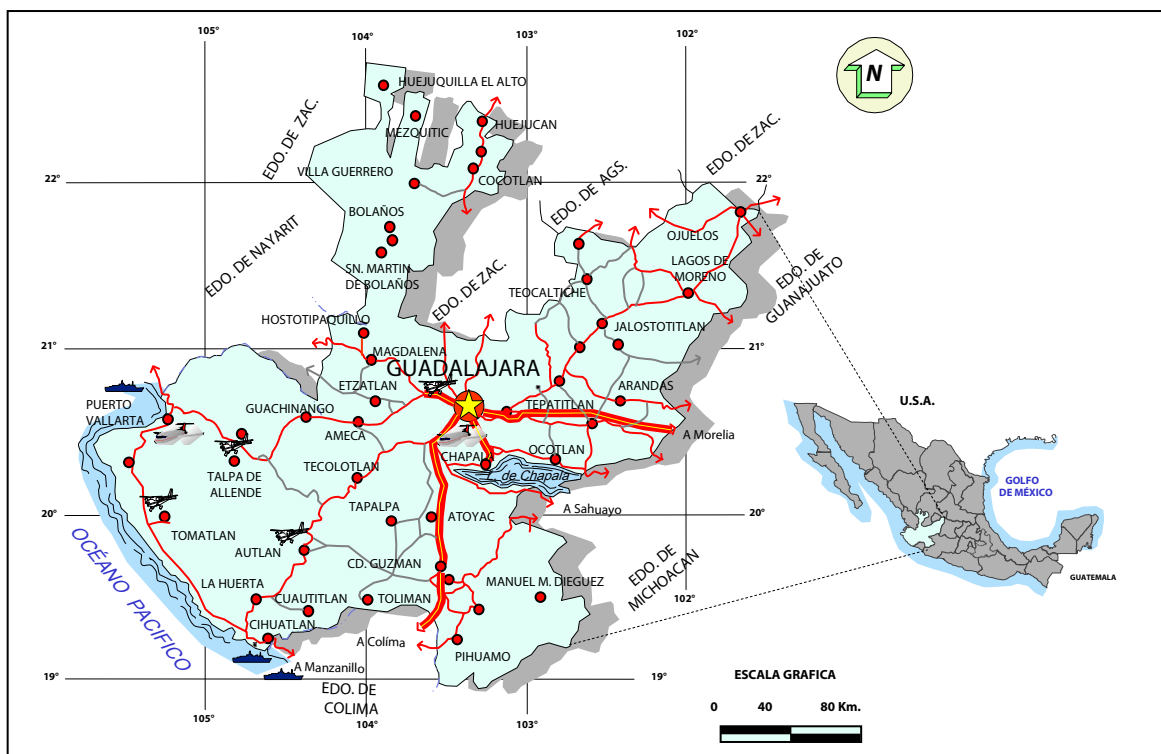 105°
104°
103°
102°
N
HUEJUQUILLA EL ALTO
MEZQUITIC
HUEJUCAN
EDO. DE ZAC.
EDO. DE ZAC.
VILLA GUERRERO
COCOTLAN
22°
22°
EDO. DE AGS.
BOLAÑOS
EDO. DE NAYARIT
OJUELOS
SN. MARTIN
DE BOLAÑOS
LAGOS DE
MORENO
EDO. DE
GUANAJUATO
EDO. DE ZAC.
TEOCALTICHE
HOSTOTIPAQUILLO
JALOSTOTITLAN
21°
21°
MAGDALENA
GUADALAJARA
ETZATLAN
ARANDAS
PUERTO
VALLARTA
GUACHINANGO
TEPATITLAN
U.S.A.
AMECA
A Morelia
CHAPALA
OCOTLAN
TECOLOTLAN
L. de Chapala
TALPA DE
ALLENDE
GOLFO
DE MÉXICO
TAPALPA
A Sahuayo
20°
ATOYAC
TOMATLAN
AUTLAN
OCÉANO PACIFICO
CD. GUZMAN
EDO. DE
MICHOACAN
LA HUERTA
MANUEL M. DIEGUEZ
GUATEMALA
CUAUTITLAN
TOLIMAN
102°
CIHUATLAN
A Colíma
PIHUAMO
A Manzanillo
19°
19°
EDO. DE
COLIMA
ESCALA GRAFICA
0 40 80 Km.
105°
104°
103°
20°